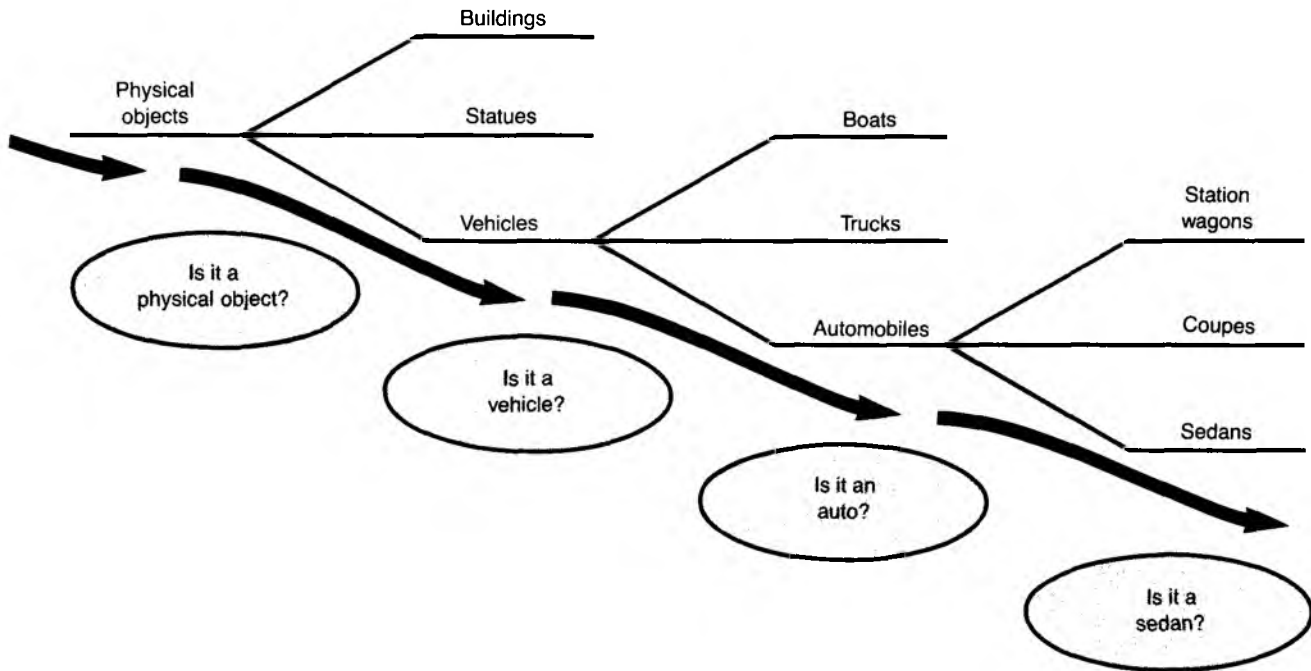 Buildings
Physical
objects
Statues
Boats
Vehicles
Trucks
Station
wagons
Automobiles
Coupes
Sedans
Is it a
physical object?
Is it a
vehicle?
Is it an
auto?
Is it a
sedan?